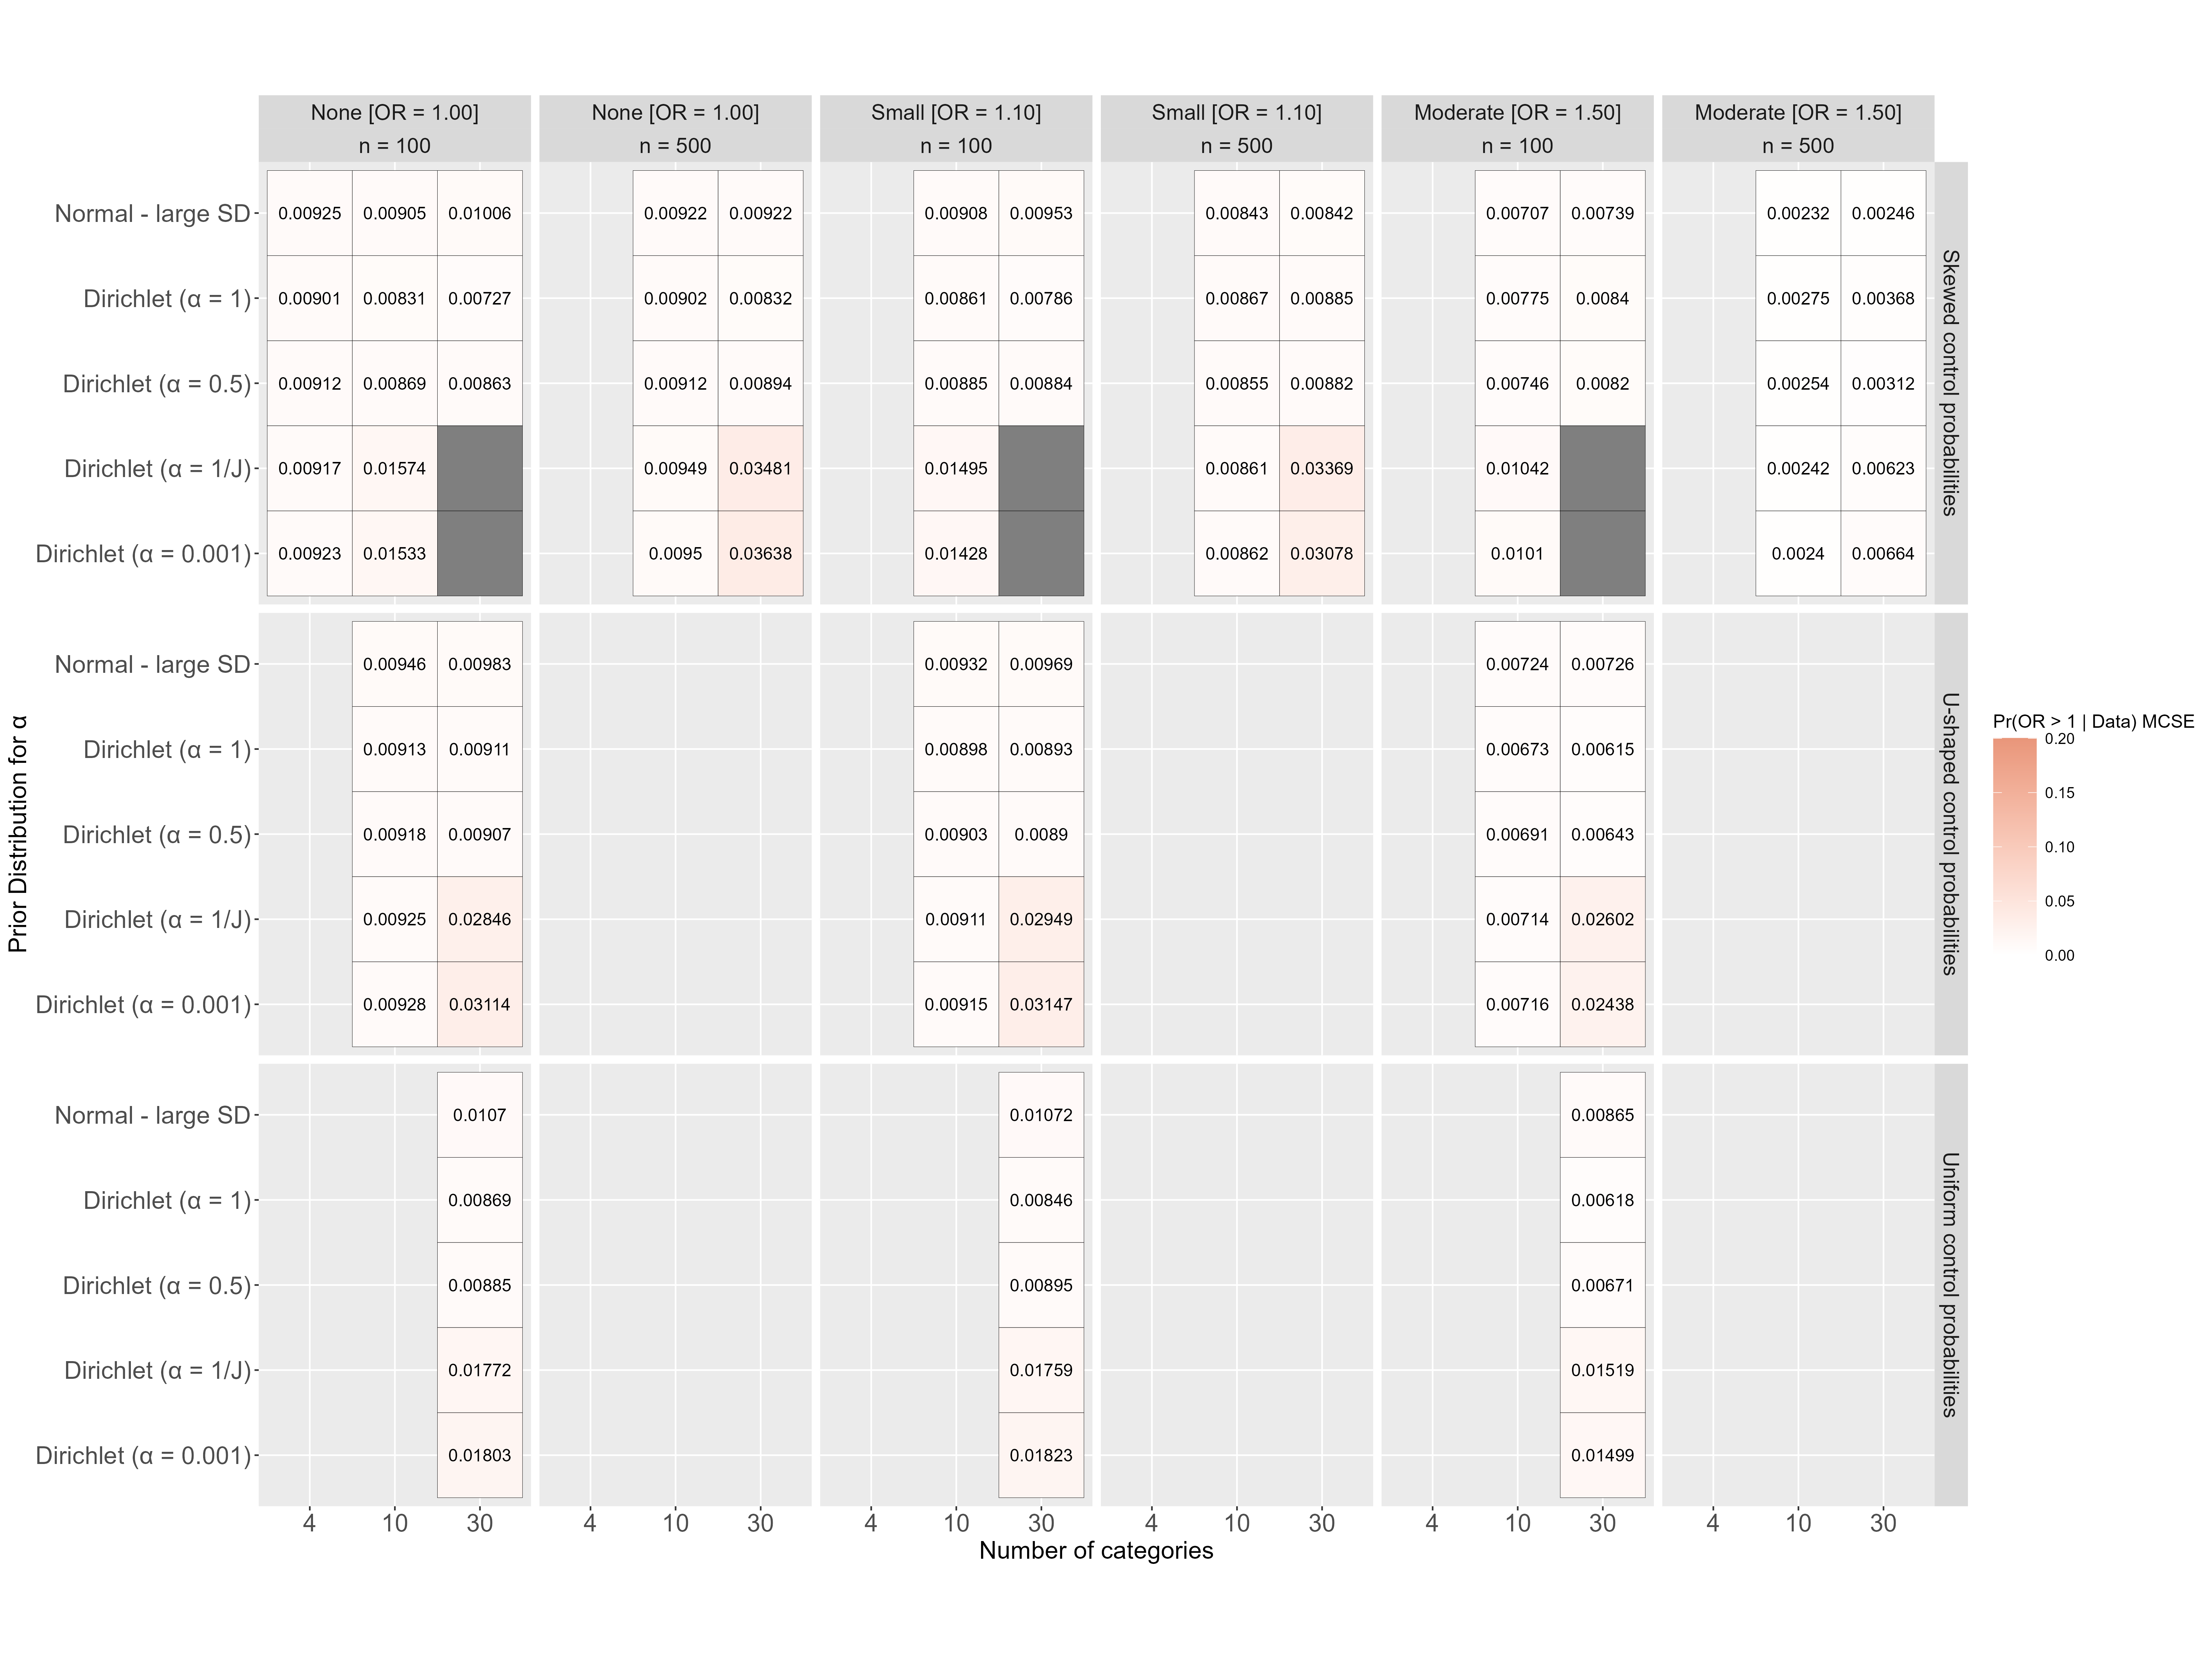 None [OR = 1.00] None [OR = 1.00] Small [OR = 1.10] Small [OR = 1.10] Moderate [OR = 1.50] Moderate [OR = 1.50]
n = 100 n = 500 n = 100 n = 500 n = 100 n = 500
Normal - large SD 0.00925 0.00905 0.01006 0.00922 0.00922 0.00908 0.00953 0.00843 0.00842 0.00707 0.00739 0.00232 0.00246
Dirichlet (α = 1) 0.00901 0.00831 0.00727 0.00902 0.00832 0.00861 0.00786 0.00867 0.00885 0.00775 0.0084 0.00275 0.00368
Dirichlet (α = 0.5) 0.00912 0.00869 0.00863 0.00912 0.00894 0.00885 0.00884 0.00855 0.00882 0.00746 0.0082 0.00254 0.00312
Dirichlet (α = 1/J) 0.00917 0.01574 0.00949 0.03481 0.01495 0.00861 0.03369 0.01042 0.00242 0.00623
Dirichlet (α = 0.001) 0.00923 0.01533 0.0095 0.03638 0.01428 0.00862 0.03078 0.0101 0.0024 0.00664
Skewed control probabilities
Normal - large SD 0.00946 0.00983 0.00932 0.00969 0.00724 0.00726
Dirichlet (α = 1) 0.00913 0.00911 0.00898 0.00893 0.00673 0.00615
Dirichlet (α = 0.5) 0.00918 0.00907 0.00903 0.0089 0.00691 0.00643
Dirichlet (α = 1/J) 0.00925 0.02846 0.00911 0.02949 0.00714 0.02602
Dirichlet (α = 0.001) 0.00928 0.03114 0.00915 0.03147 0.00716 0.02438
U-shaped control probabilities
Normal - large SD 0.0107 0.01072 0.00865
Dirichlet (α = 1) 0.00869 0.00846 0.00618
Dirichlet (α = 0.5) 0.00885 0.00895 0.00671
Dirichlet (α = 1/J) 0.01772 0.01759 0.01519
Dirichlet (α = 0.001) 0.01803 0.01823 0.01499
Uniform control probabilities
4 10 30 4 10 30 4 10 30 4 10 30 4 10 30 4 10 30
Number of categories
Prior Distribution for α
Pr(OR > 1 | Data) MCSE
0.20
0.15
0.10
0.05
0.00